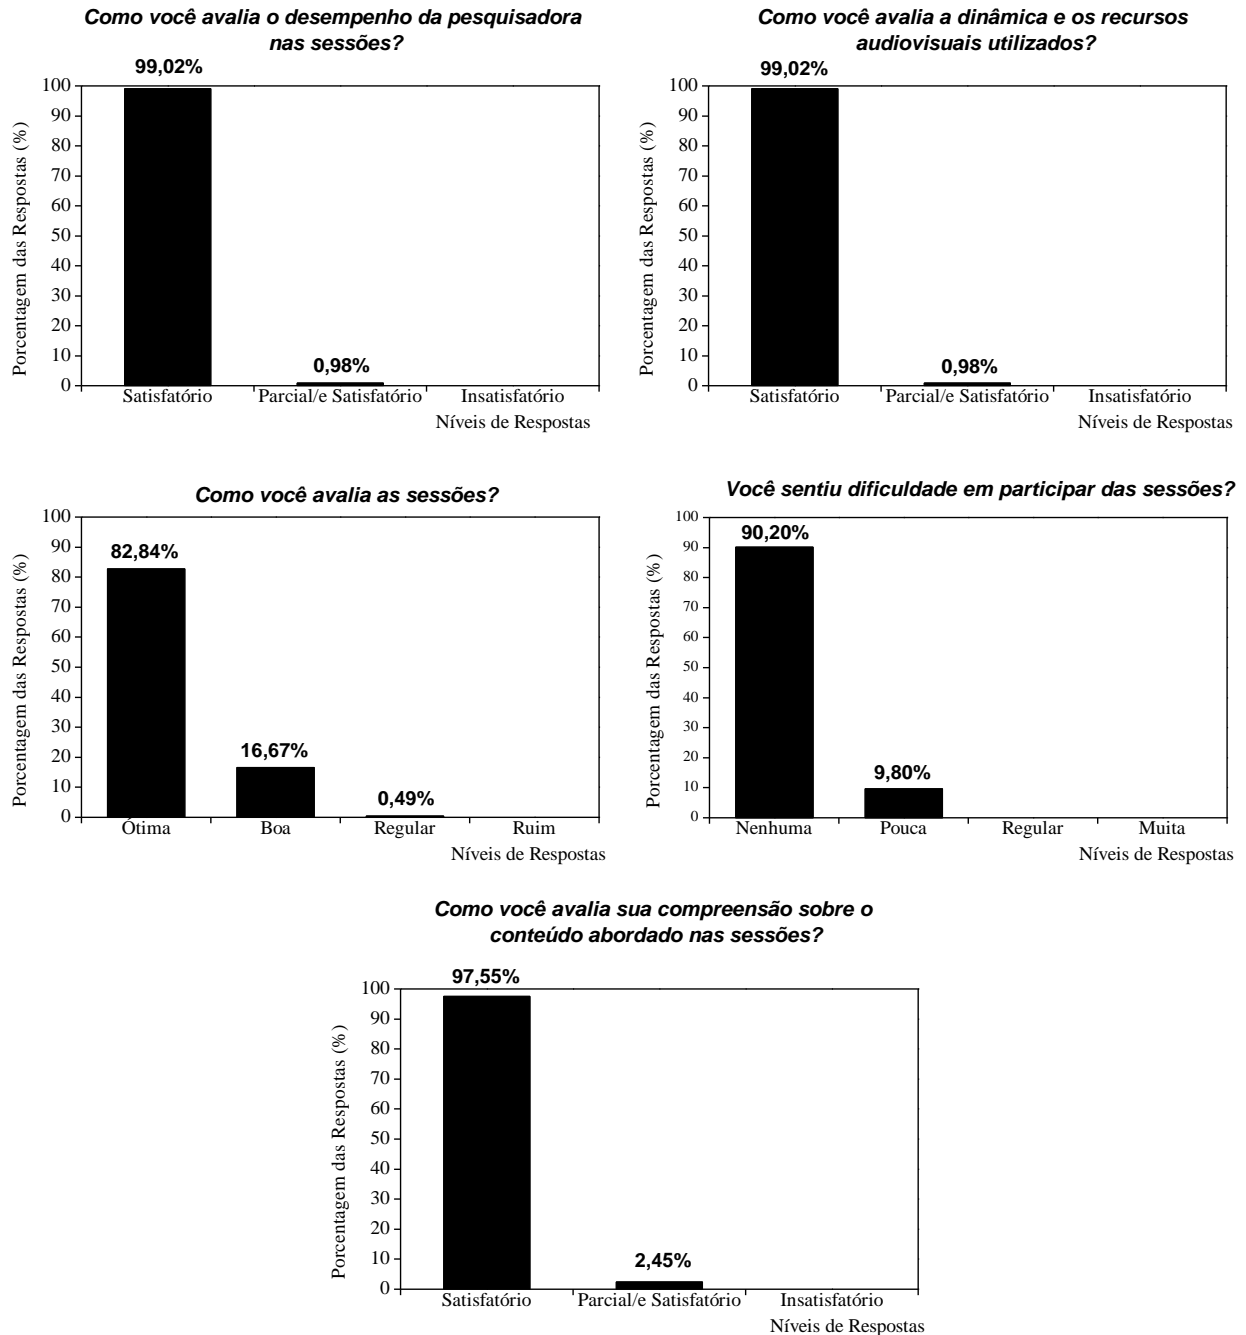 Como você avalia o desempenho da pesquisadora
nas sessões?
99,02%
100
90
80
70
60
50
40
30
20
10
0
Porcentagem das Respostas (%)
0,98%
Satisfatório
Parcial/e Satisfatório
Insatisfatório
Níveis de Respostas
Como você avalia a dinâmica e os recursos
audiovisuais utilizados?
99,02%
100
90
80
70
60
50
40
30
20
10
0
Porcentagem das Respostas (%)
0,98%
Satisfatório
Parcial/e Satisfatório
Insatisfatório
Níveis de Respostas
Como você avalia as sessões?
100
90
80
70
60
50
40
30
20
10
0
Porcentagem das Respostas (%)
82,84%
16,67%
0,49%
Ótima
Boa
Regular
Ruim
Níveis de Respostas
Você sentiu dificuldade em participar das sessões?
100
90
80
70
60
50
40
30
20
10
0
Porcentagem das Respostas (%)
90,20%
9,80%
Nenhuma
Pouca
Regular
Muita
Níveis de Respostas
Como você avalia sua compreensão sobre o
conteúdo abordado nas sessões?
97,55%
100
90
80
70
60
50
40
30
20
10
0
Porcentagem das Respostas (%)
2,45%
Satisfatório
Parcial/e Satisfatório
Insatisfatório
Níveis de Respostas